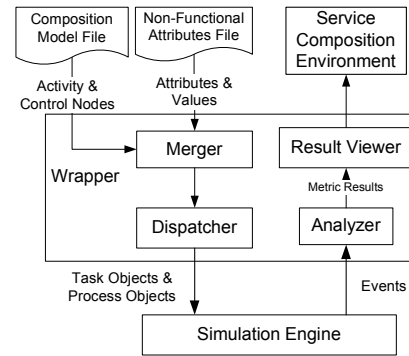 Composition
Model File
Non-Functional
Attributes File
Service
Composition
Environment
Activity &
Control Nodes
Attributes &
Values
Merger
Result Viewer
Wrapper
Metric Results
Dispatcher
Analyzer
Task Objects &
Process Objects
Events
Simulation Engine